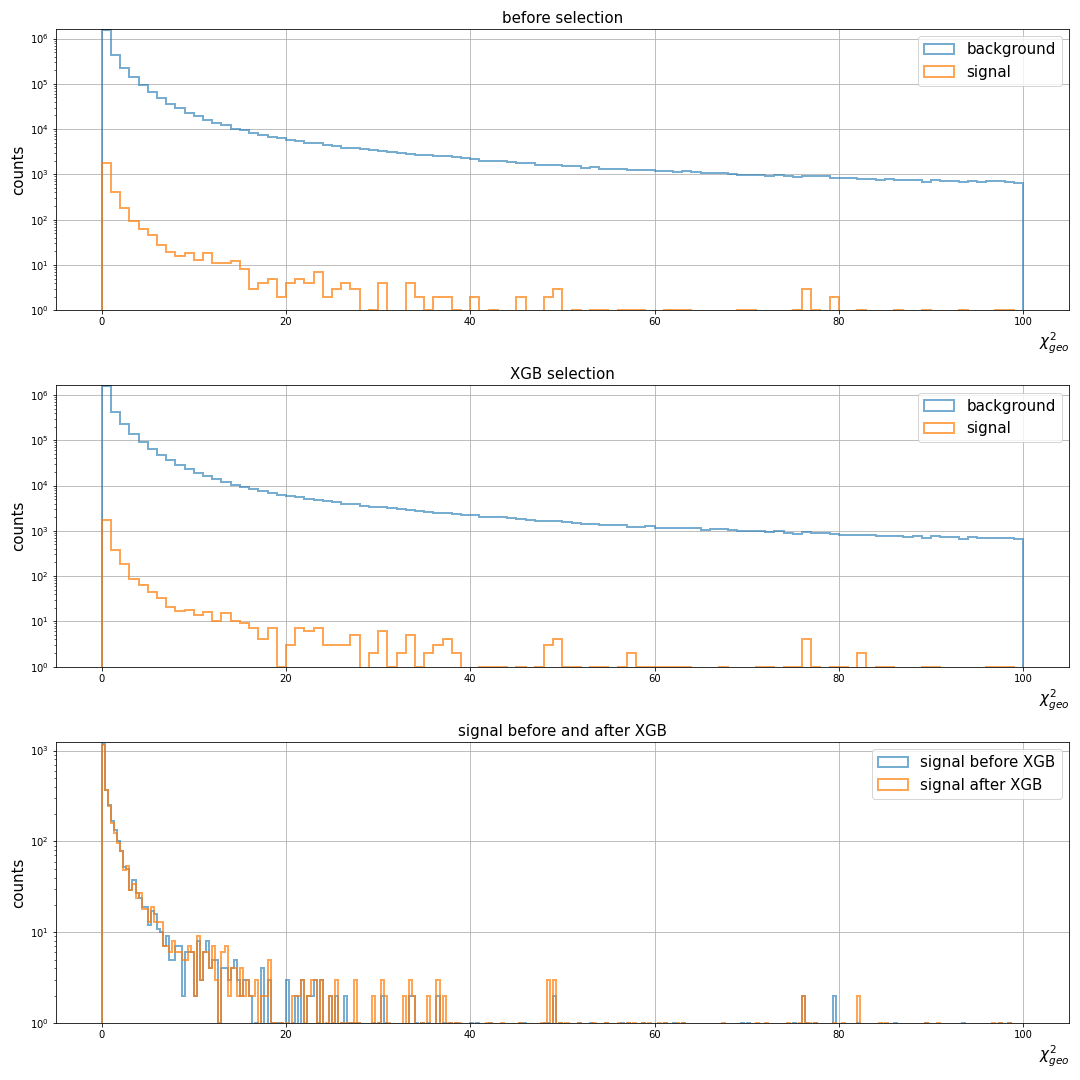 before selection
10⁶
10⁵
10⁴
10³
10²
10¹
10⁰
counts
background
signal
0 20 40 60 80 100
χ²geo
XGB selection
10⁶
10⁵
10⁴
10³
10²
10¹
10⁰
counts
background
signal
0 20 40 60 80 100
χ²geo
signal before and after XGB
10³
10²
10¹
10⁰
counts
signal before XGB
signal after XGB
0 20 40 60 80 100
χ²geo